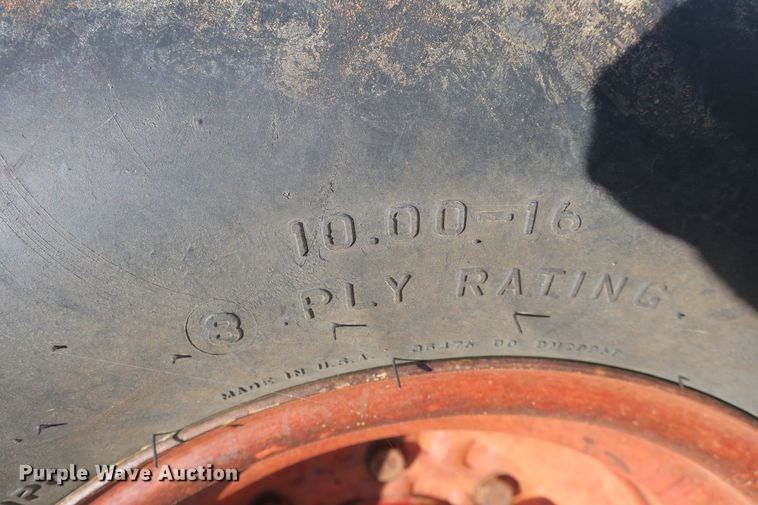 10.00-16
8 PLY RATING
MADE IN U.S.A.
Purple Wave Auction